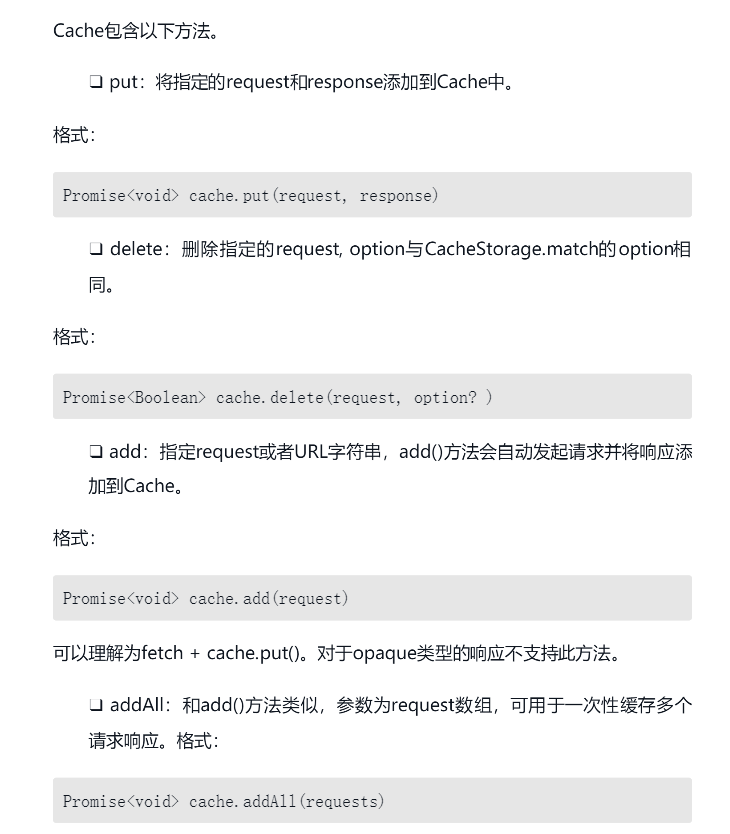 Cache包含以下方法。
❏ put：将指定的request和response添加到Cache中。
格式：
Promise<void> cache.put(request, response)
❏ delete：删除指定的request, option与CacheStorage.match的option相
同。
格式：
Promise<Boolean> cache.delete(request, option? )
❏ add：指定request或者URL字符串，add()方法会自动发起请求并将响应添
加到Cache。
格式：
Promise<void> cache.add(request)
可以理解为fetch + cache.put()。对于opaque类型的响应不支持此方法。
❏ addAll：和add()方法类似，参数为request数组，可用于一次性缓存多个
请求响应。格式：
Promise<void> cache.addAll(requests)